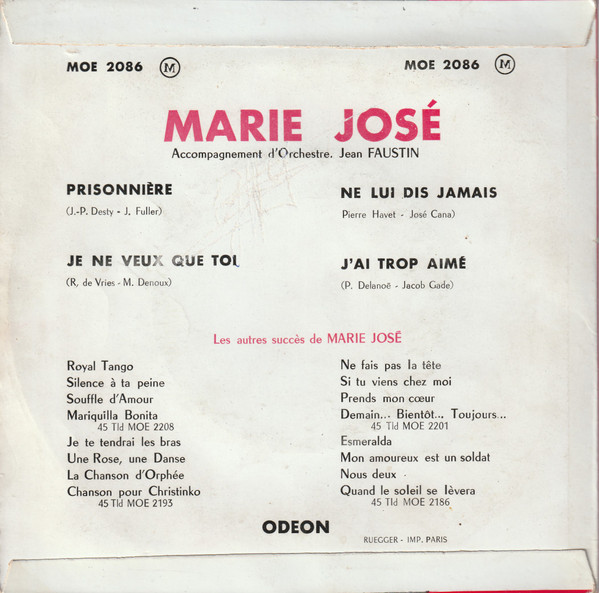 MOE 2086 Ⓜ
MOE 2086 Ⓜ
MARIE JOSÉ
Accompagnement d'Orchestre. Jean FAUSTIN
PRISONNIÈRE
(J.-P. Desty - J. Fuller)
JE NE VEUX QUE TOI
(R. de Vries - M. Denoux)
NE LUI DIS JAMAIS
Pierre Havet - José Cana)
J'AI TROP AIMÉ
(P. Delanoë - Jacob Gade)
Les autres succès de MARIE JOSÉ
Royal Tango
Silence à ta peine
Souffle d'Amour
Mariquilla Bonita
45 Tld MOE 2208
Je te tendrai les bras
Une Rose, une Danse
La Chanson d'Orphée
Chanson pour Christinko
45 Tld MOE 2193
Ne fais pas la tête
Si tu viens chez moi
Prends mon cœur
Demain... Bientôt... Toujours...
45 Tld MOE 2201
Esmeralda
Mon amoureux est un soldat
Nous deux
Quand le soleil se lèvera
45 Tld MOE 2186
ODEON
RUEGGER - IMP. PARIS